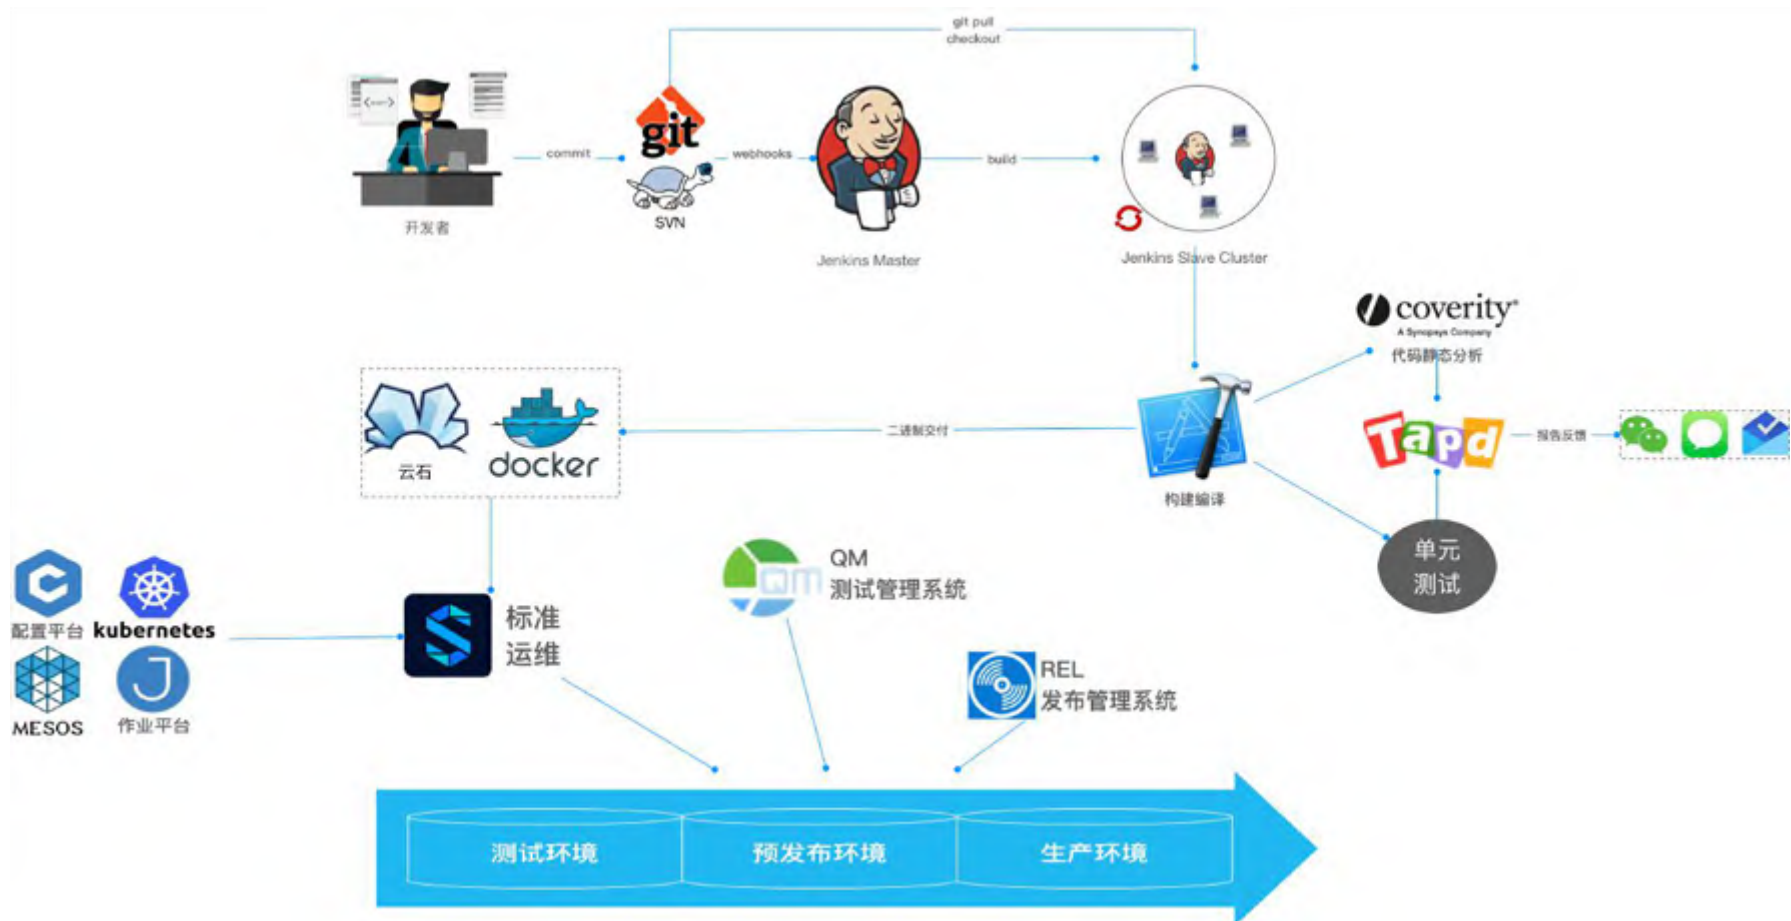 git pull
checkout
git
commit
webhooks
build
SVN
开发者
Jenkins Master
Jenkins Slave Cluster
coverity®
A Synopsys Company
代码静态分析
云石
docker
二进制交付
构建编译
Tapd
报告反馈
单元
测试
QM
QM
测试管理系统
配置平台
kubernetes
MESOS
作业平台
标准
运维
REL
发布管理系统
测试环境
预发布环境
生产环境